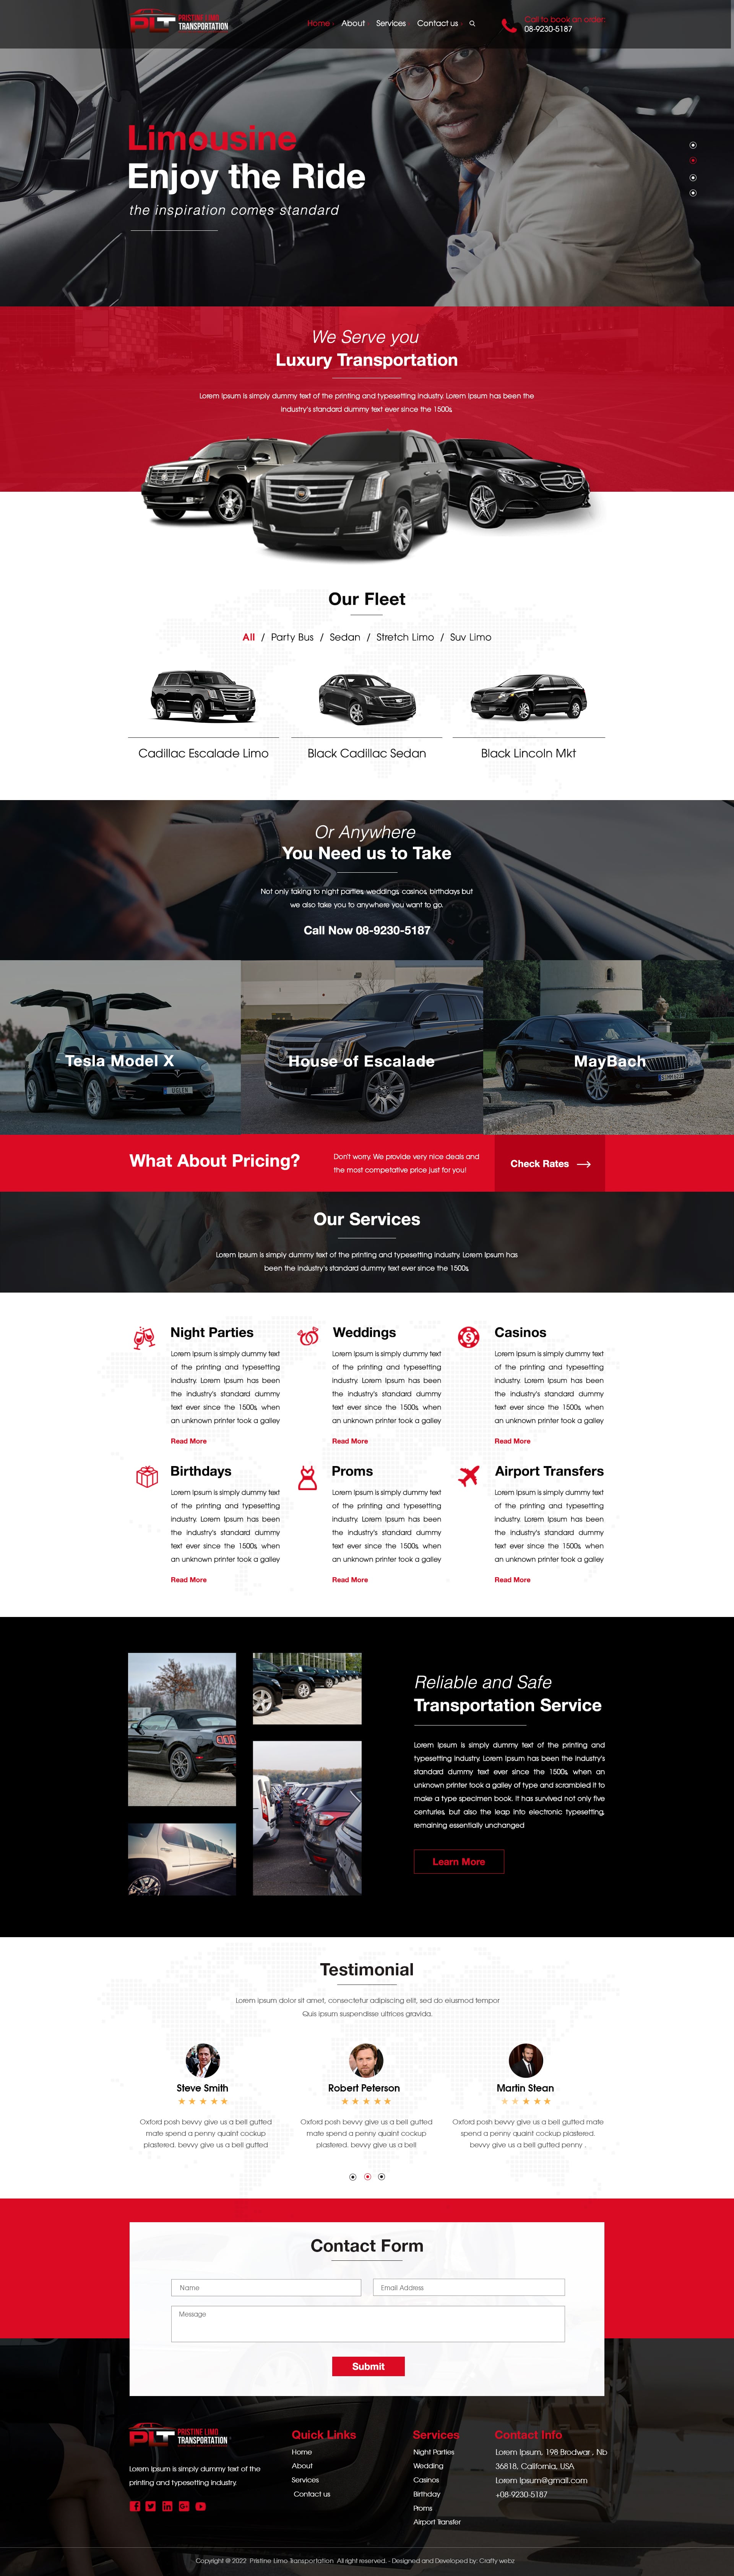 PLT PRISTINE LIMO
TRANSPORTATION
Home About Services Contact us
Call to book an order:
08-9230-5187
Limousine
Enjoy the Ride
the inspiration comes standard
We Serve you
Luxury Transportation
Lorem Ipsum is simply dummy text of the printing and typesetting industry. Lorem Ipsum has been the
industry's standard dummy text ever since the 1500s,
Our Fleet
All / Party Bus / Sedan / Stretch Limo / Suv Limo
Cadillac Escalade Limo
Black Cadillac Sedan
Black Lincoln Mkt
Or Anywhere
You Need us to Take
Not only taking to night parties, weddings, casinos, birthdays but
we also take you to anywhere you want to go.
Call Now 08-9230-5187
Tesla Model X
House of Escalade
MayBach
What About Pricing?
Don't worry. We provide very nice deals and
the most competative price just for you!
Check Rates
Our Services
Lorem Ipsum is simply dummy text of the printing and typesetting industry. Lorem Ipsum has
been the industry's standard dummy text ever since the 1500s,
Night Parties
Lorem Ipsum is simply dummy text
of the printing and typesetting
industry. Lorem Ipsum has been
the industry's standard dummy
text ever since the 1500s, when
an unknown printer took a galley
Read More
Weddings
Lorem Ipsum is simply dummy text
of the printing and typesetting
industry. Lorem Ipsum has been
the industry's standard dummy
text ever since the 1500s, when
an unknown printer took a galley
Read More
Casinos
Lorem Ipsum is simply dummy text
of the printing and typesetting
industry. Lorem Ipsum has been
the industry's standard dummy
text ever since the 1500s, when
an unknown printer took a galley
Read More
Birthdays
Lorem Ipsum is simply dummy text
of the printing and typesetting
industry. Lorem Ipsum has been
the industry's standard dummy
text ever since the 1500s, when
an unknown printer took a galley
Read More
Proms
Lorem Ipsum is simply dummy text
of the printing and typesetting
industry. Lorem Ipsum has been
the industry's standard dummy
text ever since the 1500s, when
an unknown printer took a galley
Read More
Airport Transfers
Lorem Ipsum is simply dummy text
of the printing and typesetting
industry. Lorem Ipsum has been
the industry's standard dummy
text ever since the 1500s, when
an unknown printer took a galley
Read More
Reliable and Safe
Transportation Service
Lorem Ipsum is simply dummy text of the printing and
typesetting industry. Lorem Ipsum has been the industry's
standard dummy text ever since the 1500s, when an
unknown printer took a galley of type and scrambled it to
make a type specimen book. It has survived not only five
centuries, but also the leap into electronic typesetting,
remaining essentially unchanged
Learn More
Testimonial
Lorem ipsum dolor sit amet, consectetur adipiscing elit, sed do eiusmod tempor
Quis ipsum suspendisse ultrices gravida.
Steve Smith
Oxford posh bevvy give us a bell gutted
mate spend a penny quaint cockup
plastered. bevvy give us a bell gutted
Robert Peterson
Oxford posh bevvy give us a bell gutted
mate spend a penny quaint cockup
plastered. bevvy give us a bell
Martin Stean
Oxford posh bevvy give us a bell gutted mate
spend a penny quaint cockup plastered.
bevvy give us a bell gutted penny .
Contact Form
Name
Email Address
Message
Submit
PLT PRISTINE LIMO
TRANSPORTATION
Lorem Ipsum is simply dummy text of the
printing and typesetting industry.
Quick Links
Home
About
Services
Contact us
Services
Night Parties
Wedding
Casinos
Birthday
Proms
Airport Transfer
Contact Info
Lorem Ipsum, 198 Brodwar , Nb
36818, California, USA
Lorem Ipsum@gmail.com
+08-9230-5187
Copyright @ 2022 Pristine Limo Transportation All right reserved. - Designed and Developed by: Crafty webz